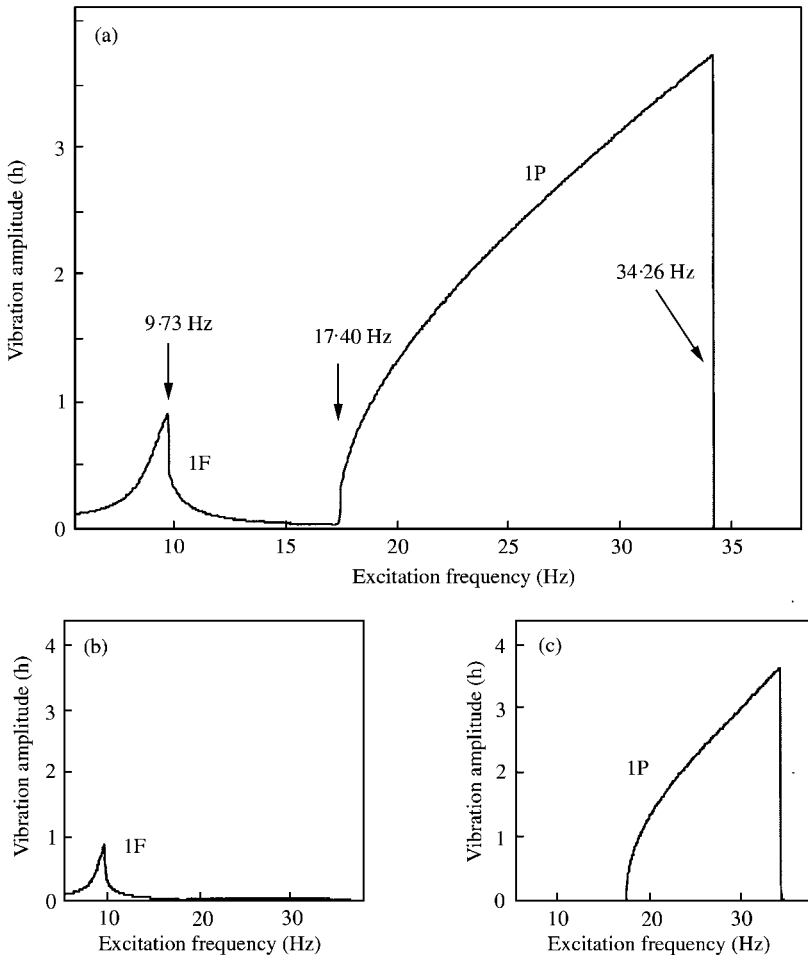 (a)
Vibration amplitude (h)
3
2
1
0
1P
34·26 Hz
9·73 Hz
17·40 Hz
1F
10
15
20
25
30
35
Excitation frequency (Hz)
(b)
Vibration amplitude (h)
4
3
2
1
0
1F
10
20
30
Excitation frequency (Hz)
(c)
Vibration amplitude (h)
4
3
2
1
0
1P
10
20
30
Excitation frequency (Hz)